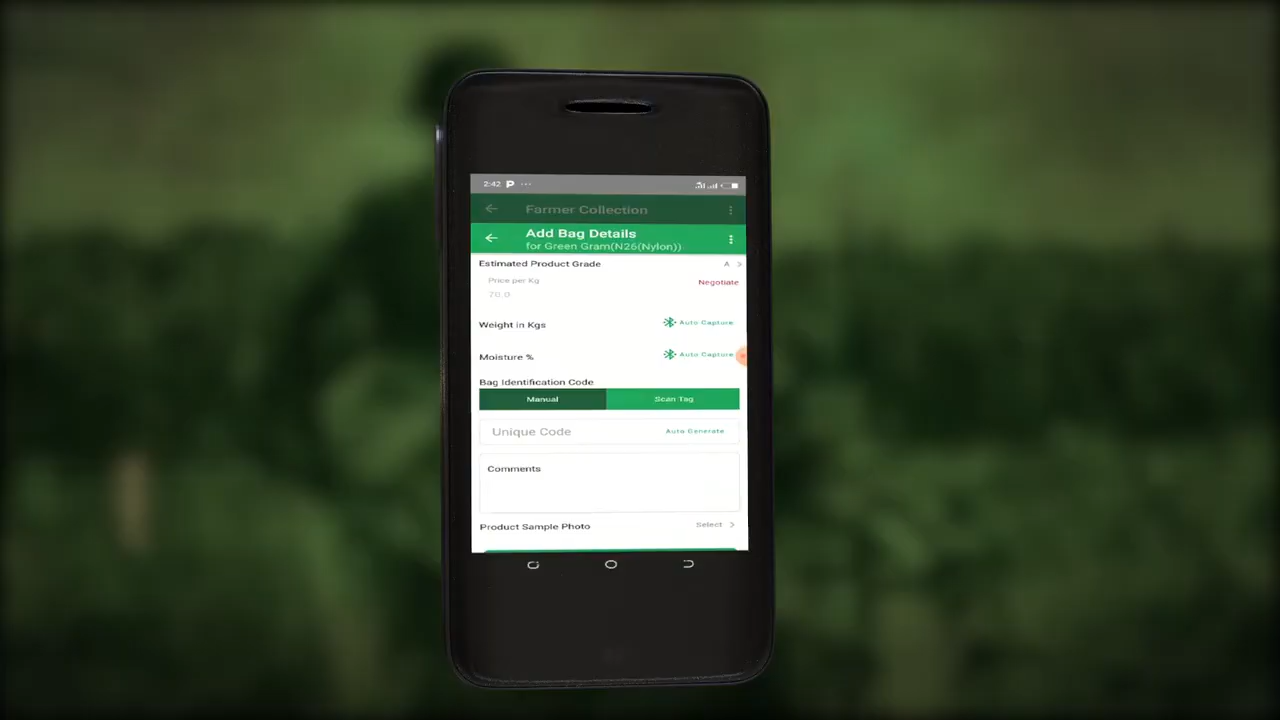 2:42 P ...
Farmer Collection
Add Bag Details
for Green Gram(N26(Nylon))
Estimated Product Grade A
Price per Kg Negotiate
70.0
Weight in Kgs Auto Capture
Moisture % Auto Capture
Bag Identification Code
Manual Scan Tag
Unique Code Auto Generate
Comments
Product Sample Photo Select